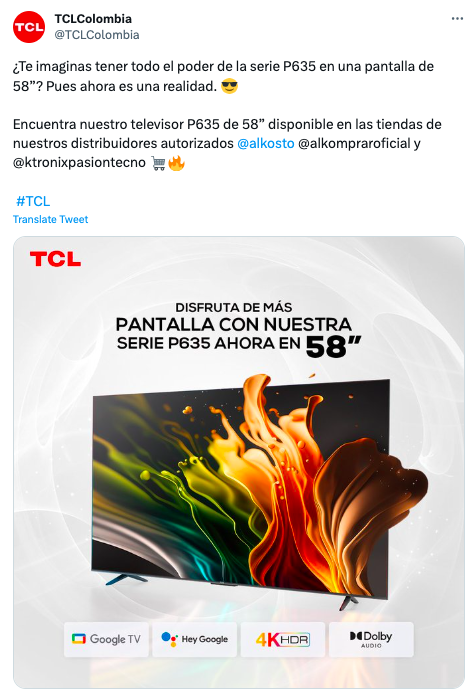 TCL
TCLColombia
@TCLColombia
¿Te imaginas tener todo el poder de la serie P635 en una pantalla de
58”? Pues ahora es una realidad. 😎
Encuentra nuestro televisor P635 de 58” disponible en las tiendas de
nuestros distribuidores autorizados @alkosto @alkompraroficial y
@ktronixpasiontecno 🛒🔥
#TCL
Translate Tweet
TCL
DISFRUTA DE MÁS
PANTALLA CON NUESTRA
SERIE P635 AHORA EN 58”
Google TV
Hey Google
4K HDR
Dolby
AUDIO